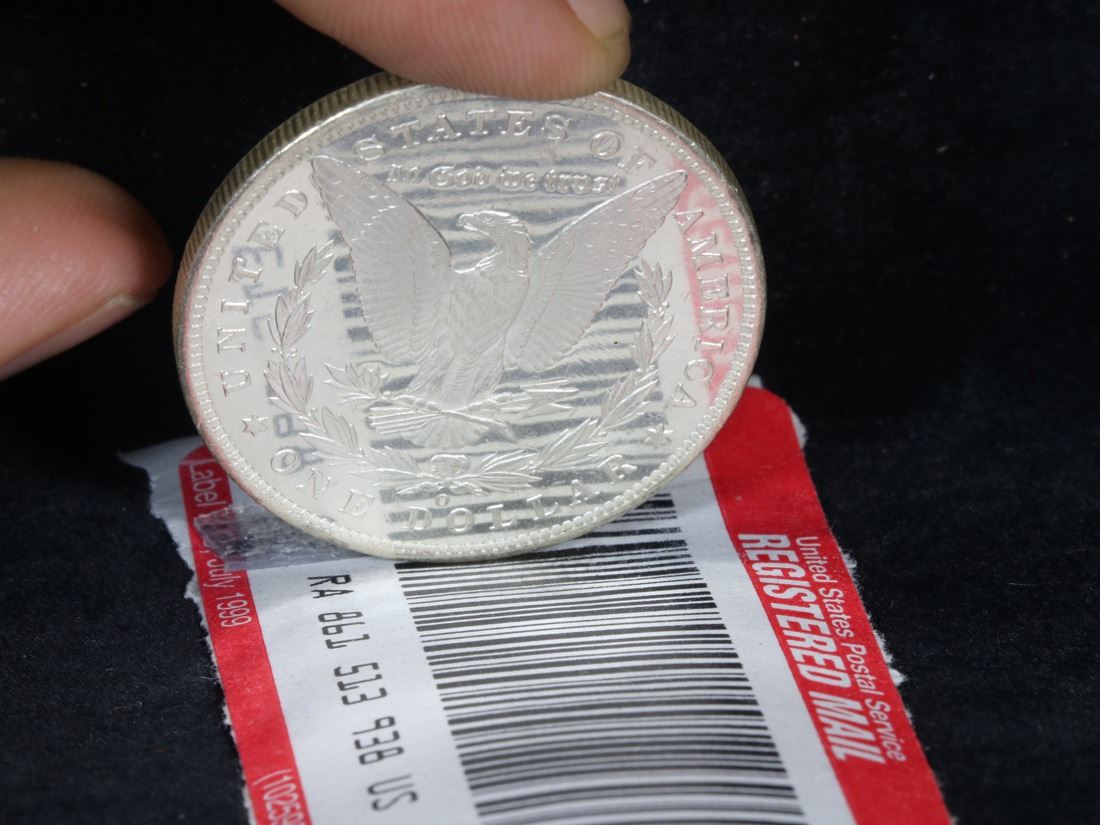 UNITED STATES OF AMERICA
In God we trust
ONE DOLLAR
O
United States Postal Service
REGISTERED MAIL
RA 861 513 938 US
July 1999